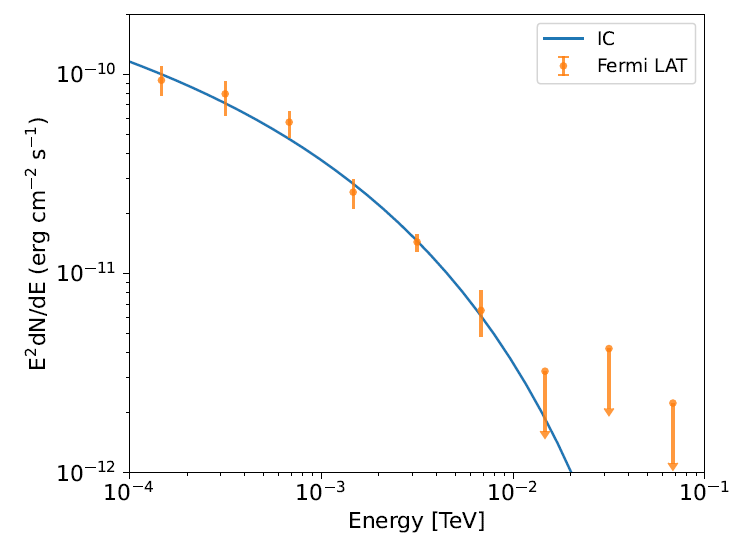 IC
Fermi LAT
10⁻¹⁰
10⁻¹¹
10⁻¹²
E²dN/dE (erg cm⁻² s⁻¹)
10⁻⁴ 10⁻³ 10⁻² 10⁻¹
Energy [TeV]